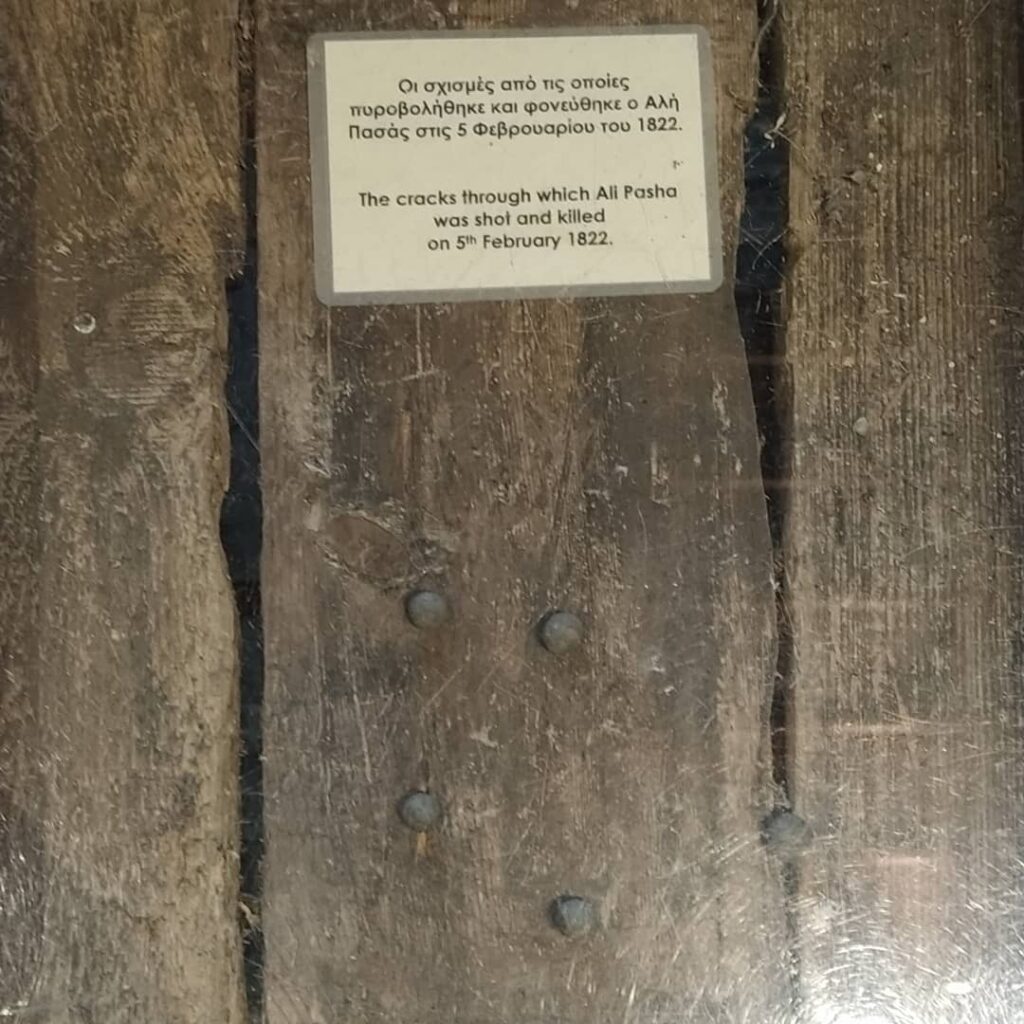 Οι σχισμές από τις οποίες
πυροβολήθηκε και φονεύθηκε ο Αλή
Πασάς στις 5 Φεβρουαρίου του 1822.
The cracks through which Ali Pasha
was shot and killed
on 5th February 1822.